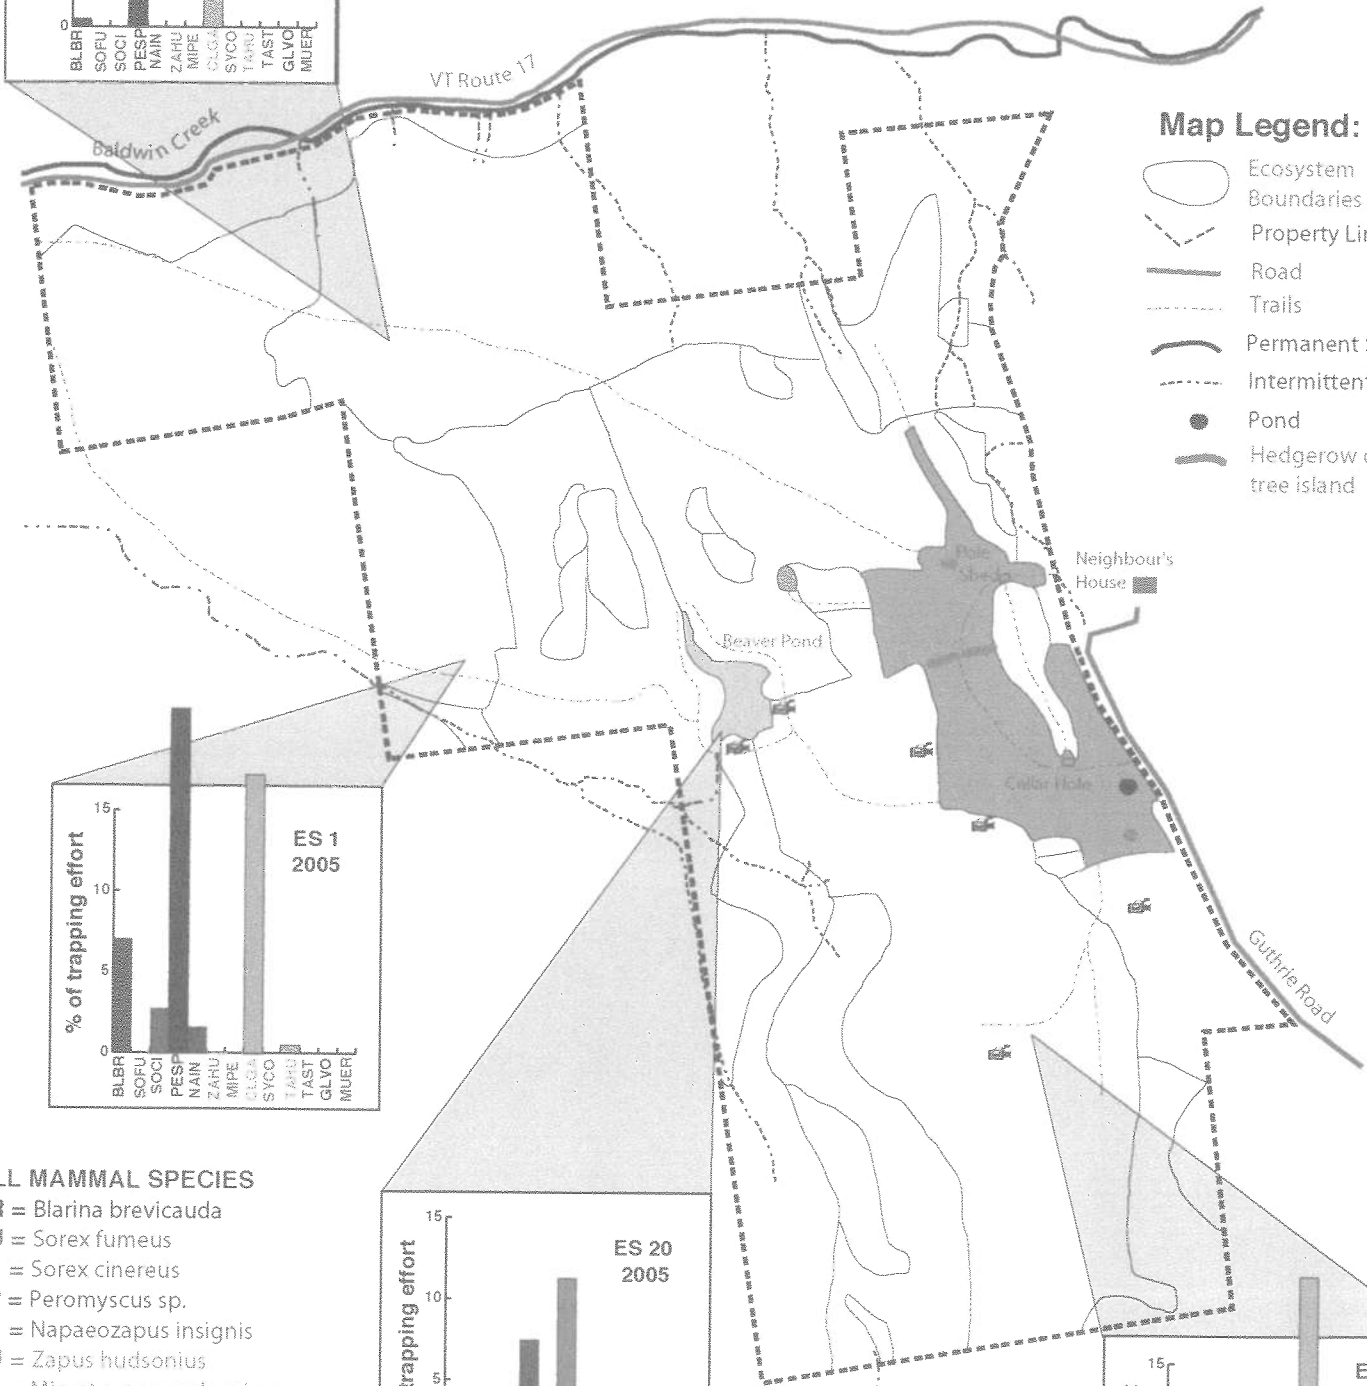 0
BLBR
SOFU
SOCI
PESP
NAIN
ZAHU
MIPE
CLGA
SYCO
TAHU
TAST
GLVO
MUER
VT Route 17
Baldwin Creek
Map Legend:
Ecosystem
Boundaries
Property
Road
Trails
Permanent
Intermittent
Pond
Hedgerow
tree island
Neighbour's
House
Pole
Sheds
Beaver Pond
Cellar Hole
Guthrie Road
ES 1
2005
% of trapping effort
15
10
5
0
BLBR
SOFU
SOCI
PESP
NAIN
ZAHU
MIPE
CLGA
SYCO
TAHU
TAST
GLVO
MUER
LL MAMMAL SPECIES
= Blarina brevicauda
= Sorex fumeus
= Sorex cinereus
= Peromyscus sp.
= Napaeozapus insignis
= Zapus hudsonius
ES 20
2005
trapping effort
15
10
5
15
E